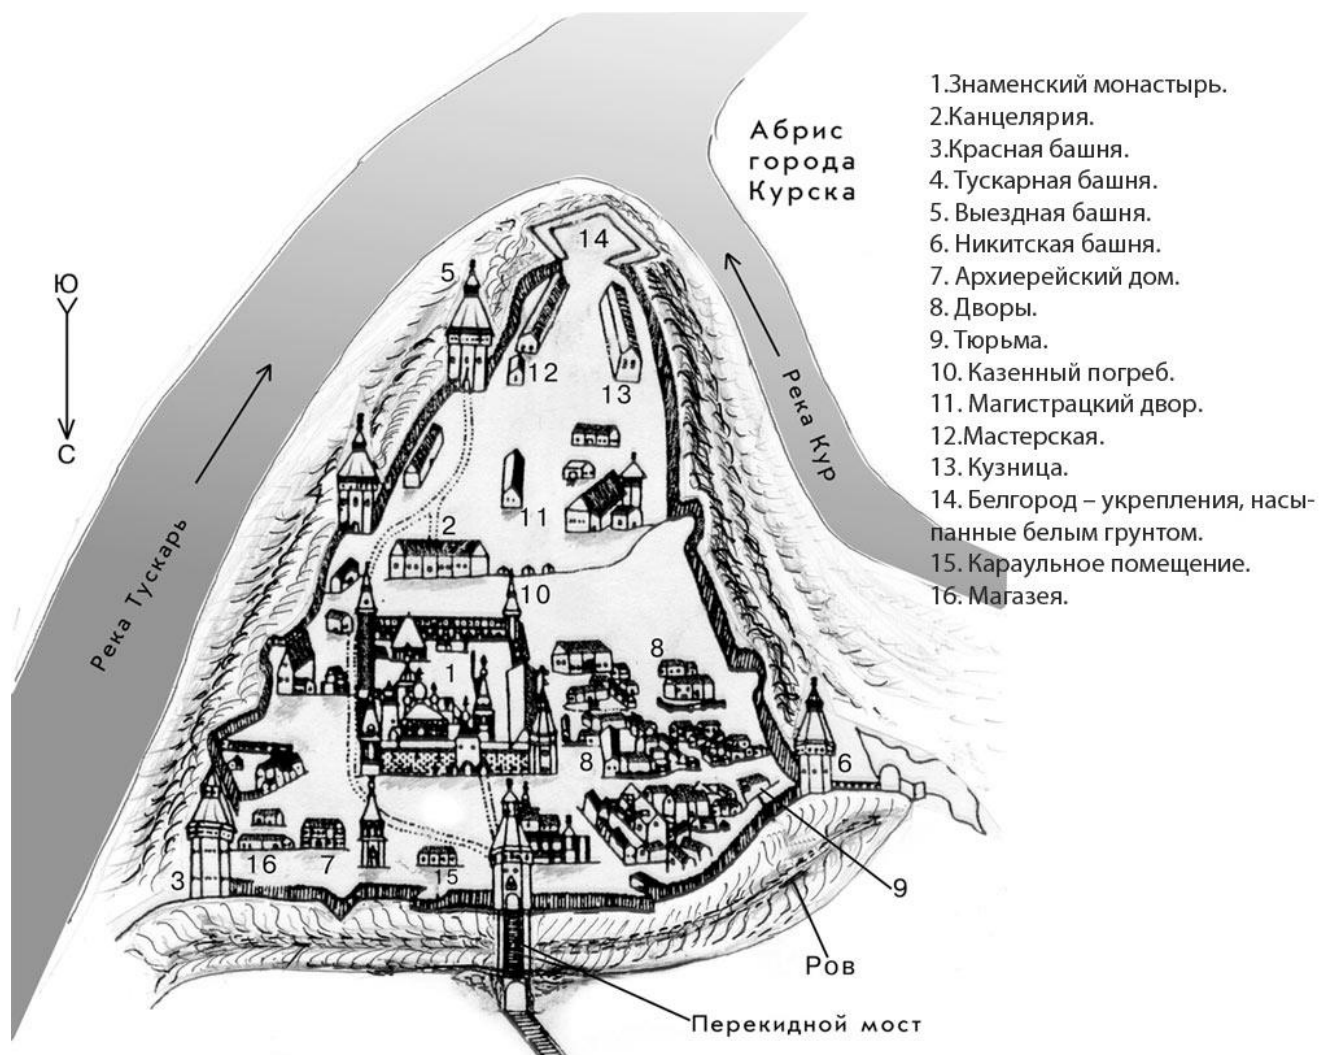 Абрис
города
Курска
1.Знаменский монастырь.
2.Канцелярия.
3.Красная башня.
4. Тускарная башня.
5. Выездная башня.
6. Никитская башня.
7. Архиерейский дом.
8. Дворы.
9. Тюрьма.
10. Казенный погреб.
11. Магистрацкий двор.
12.Мастерская.
13. Кузница.
14. Белгород – укрепления, насы-
панные белым грунтом.
15. Караульное помещение.
16. Магазея.
Ю
С
Река Тускарь
Река Кур
14
5
12
13
4
2
11
10
1
8
8
6
3
16
7
15
9
Ров
Перекидной мост